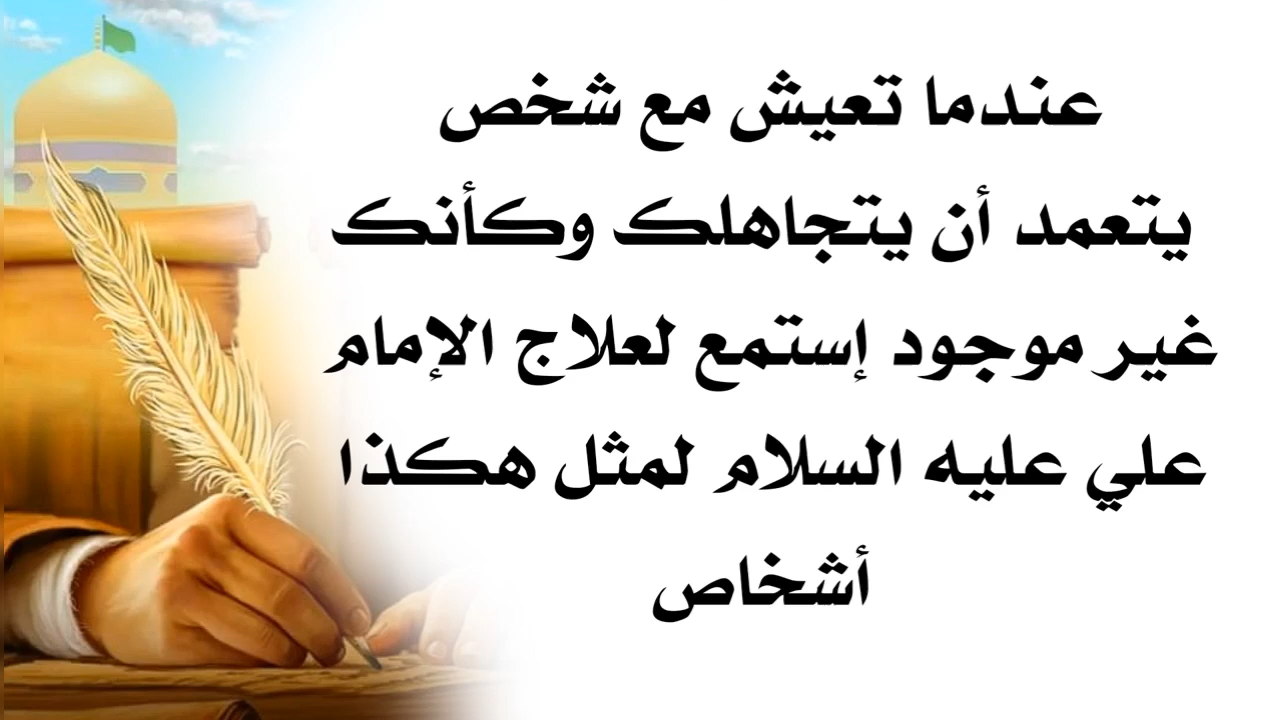 عندما تعيش مع شخص
يتعمد أن يتجاهلك وكأنك
غير موجود إستمع لعلاج الإمام
علي عليه السلام لمثل هكذا
أشخاص